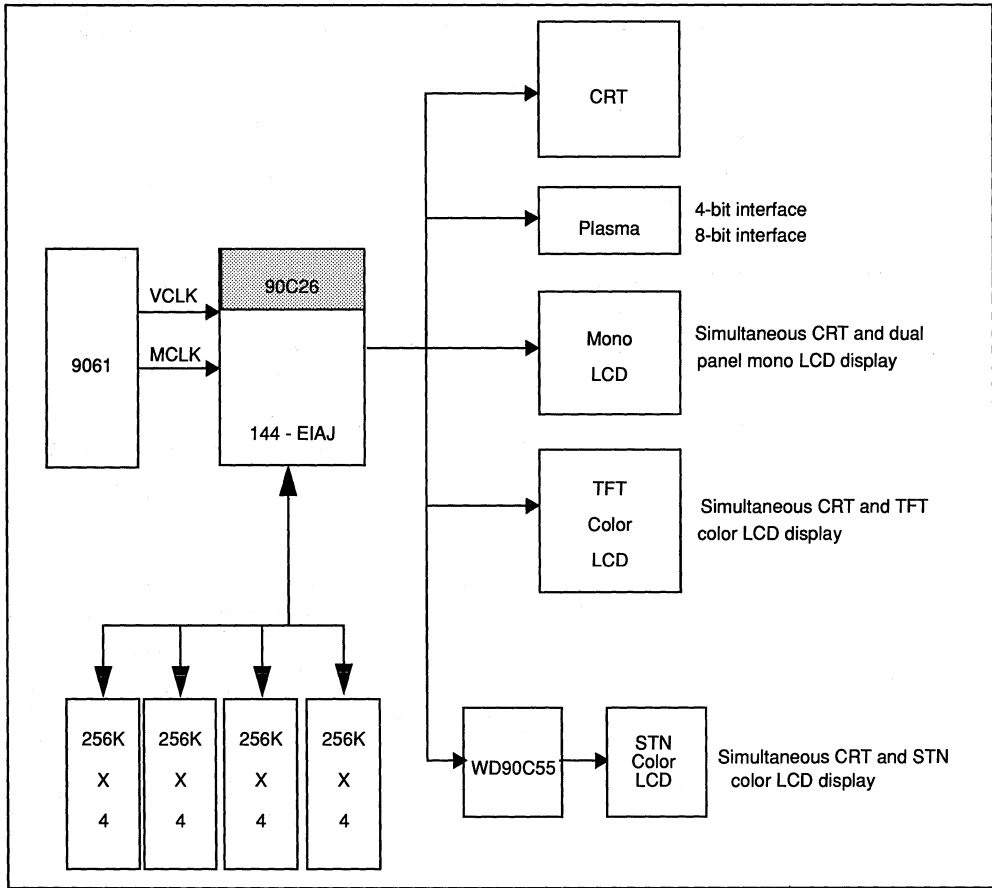 CRT
Plasma
4-bit interface
8-bit interface
9061
VCLK
MCLK
90C26
144 - EIAJ
Mono
LCD
Simultaneous CRT and dual
panel mono LCD display
TFT
Color
LCD
Simultaneous CRT and TFT
color LCD display
256K
X
4
256K
X
4
256K
X
4
256K
X
4
WD90C55
STN
Color
LCD
Simultaneous CRT and STN
color LCD display